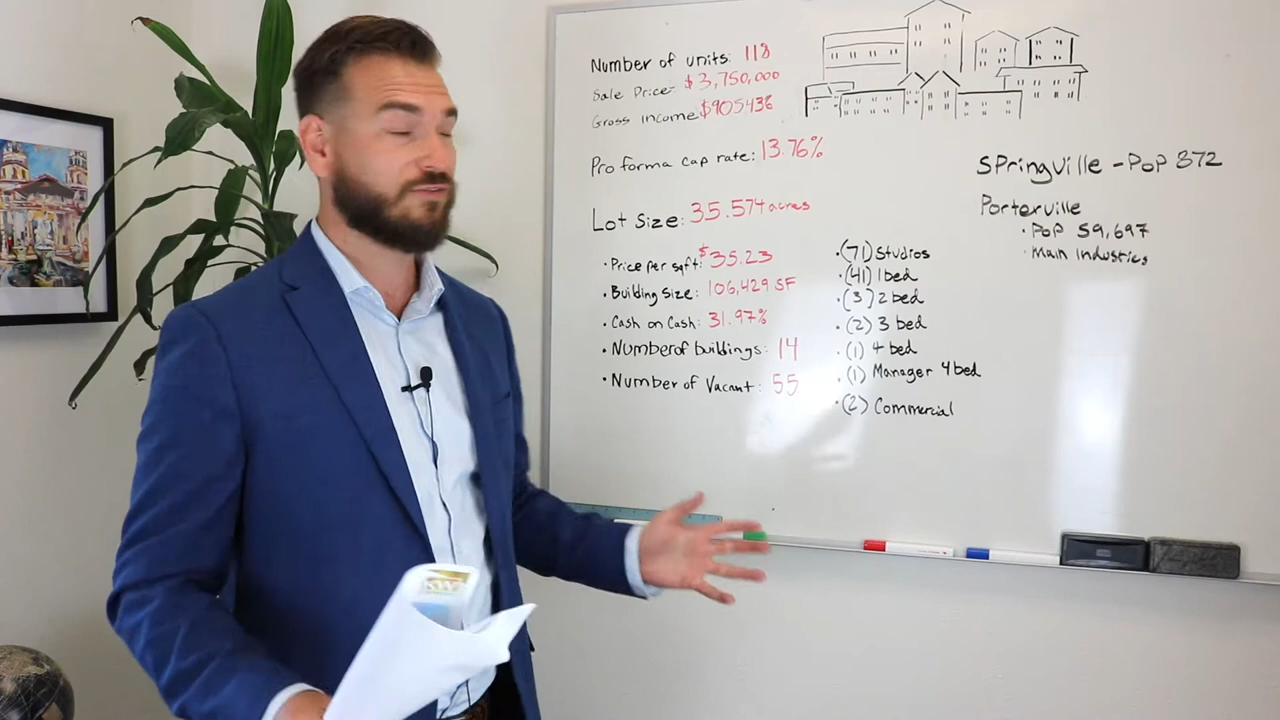 Number of units: 118
Sale Price: $3,750,000
Gross income $905436
Pro forma cap rate: 13.76%
Lot Size: 35.574 acres
• Price per sqft: $35.23
• Building Size: 106,429 SF
• Cash on Cash: 31.97%
• Number of buildings: 14
• Number of Vacant: 55
• (71) Studios
• (41) 1 bed
• (3) 2 bed
• (2) 3 bed
• (1) 4 bed
• (1) Manager 4 bed
• (2) Commercial
SPringville - POP 872
Porterville
• POP 59,697
• Main Industries
KW